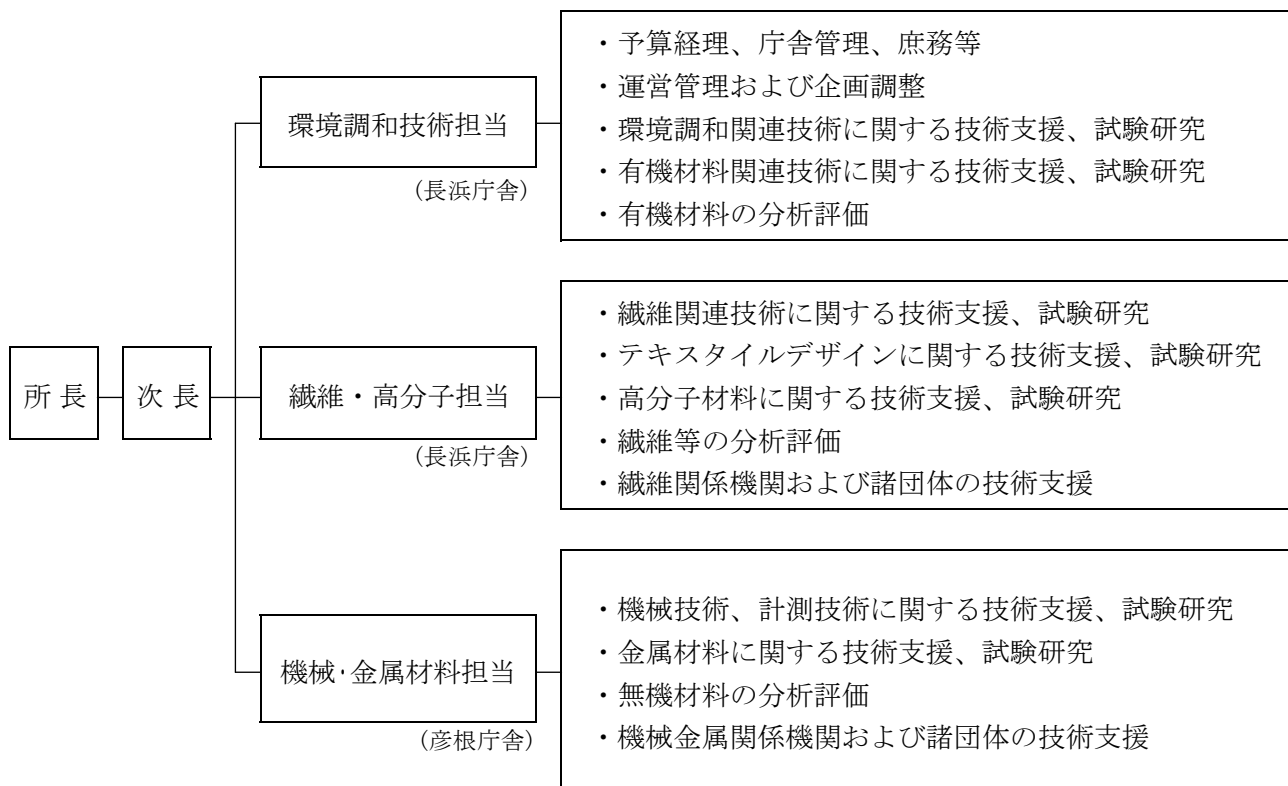 ・予算経理、庁舎管理、庶務等
・運営管理および企画調整
環境調和技術担当
・環境調和関連技術に関する技術支援、試験研究
・有機材料関連技術に関する技術支援、試験研究
(長浜庁舎)
・有機材料の分析評価
・繊維関連技術に関する技術支援、試験研究
・テキスタイルデザインに関する技術支援、試験研究
所長
次長
繊維・高分子担当
・高分子材料に関する技術支援、試験研究
・繊維等の分析評価
(長浜庁舎)
・繊維関係機関および諸団体の技術支援
・機械技術、計測技術に関する技術支援、試験研究
・金属材料に関する技術支援、試験研究
機械・金属材料担当
・無機材料の分析評価
・機械金属関係機関および諸団体の技術支援
(彦根庁舎)